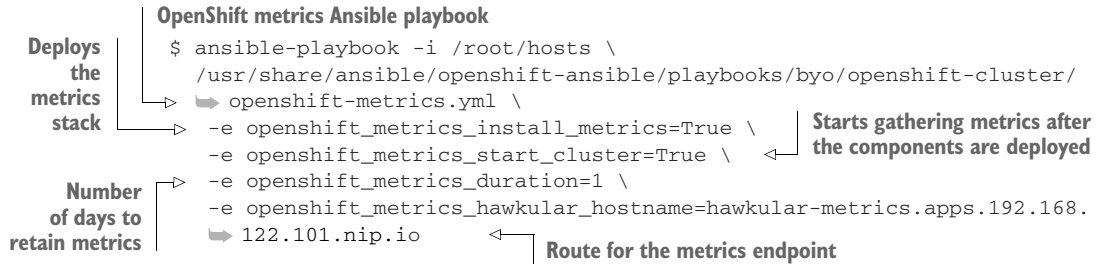 OpenShift metrics Ansible playbook
Deploys
the
metrics
stack
$ ansible-playbook -i /root/hosts \
/usr/share/ansible/openshift-ansible/playbooks/byo/openshift-cluster/
➥ openshift-metrics.yml \
-e openshift_metrics_install_metrics=True \
Starts gathering metrics after
the components are deployed
-e openshift_metrics_start_cluster=True \
Number
of days to
retain metrics
-e openshift_metrics_duration=1 \
-e openshift_metrics_hawkular_hostname=hawkular-metrics.apps.192.168.
➥ 122.101.nip.io
Route for the metrics endpoint